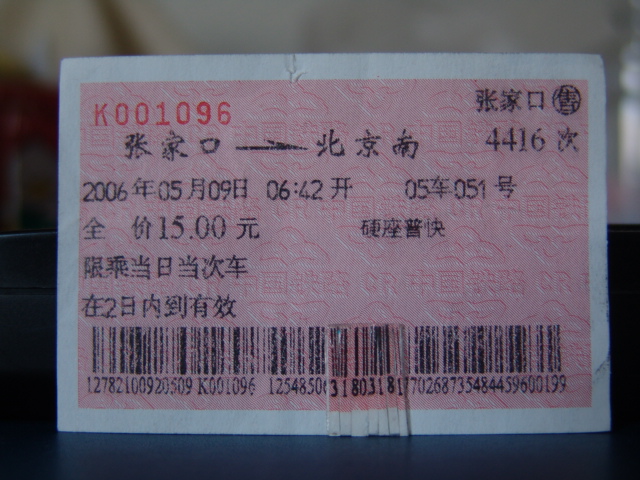 K001096 张家口㊣售
张家口 → 北京南 4416次
2006年05月09日 06:42开 05车051号
全 价15.00元 硬座普快
限乘当日当次车
在2日内到有效
12782100920509 K001096 1254850631803181770268735484459600199